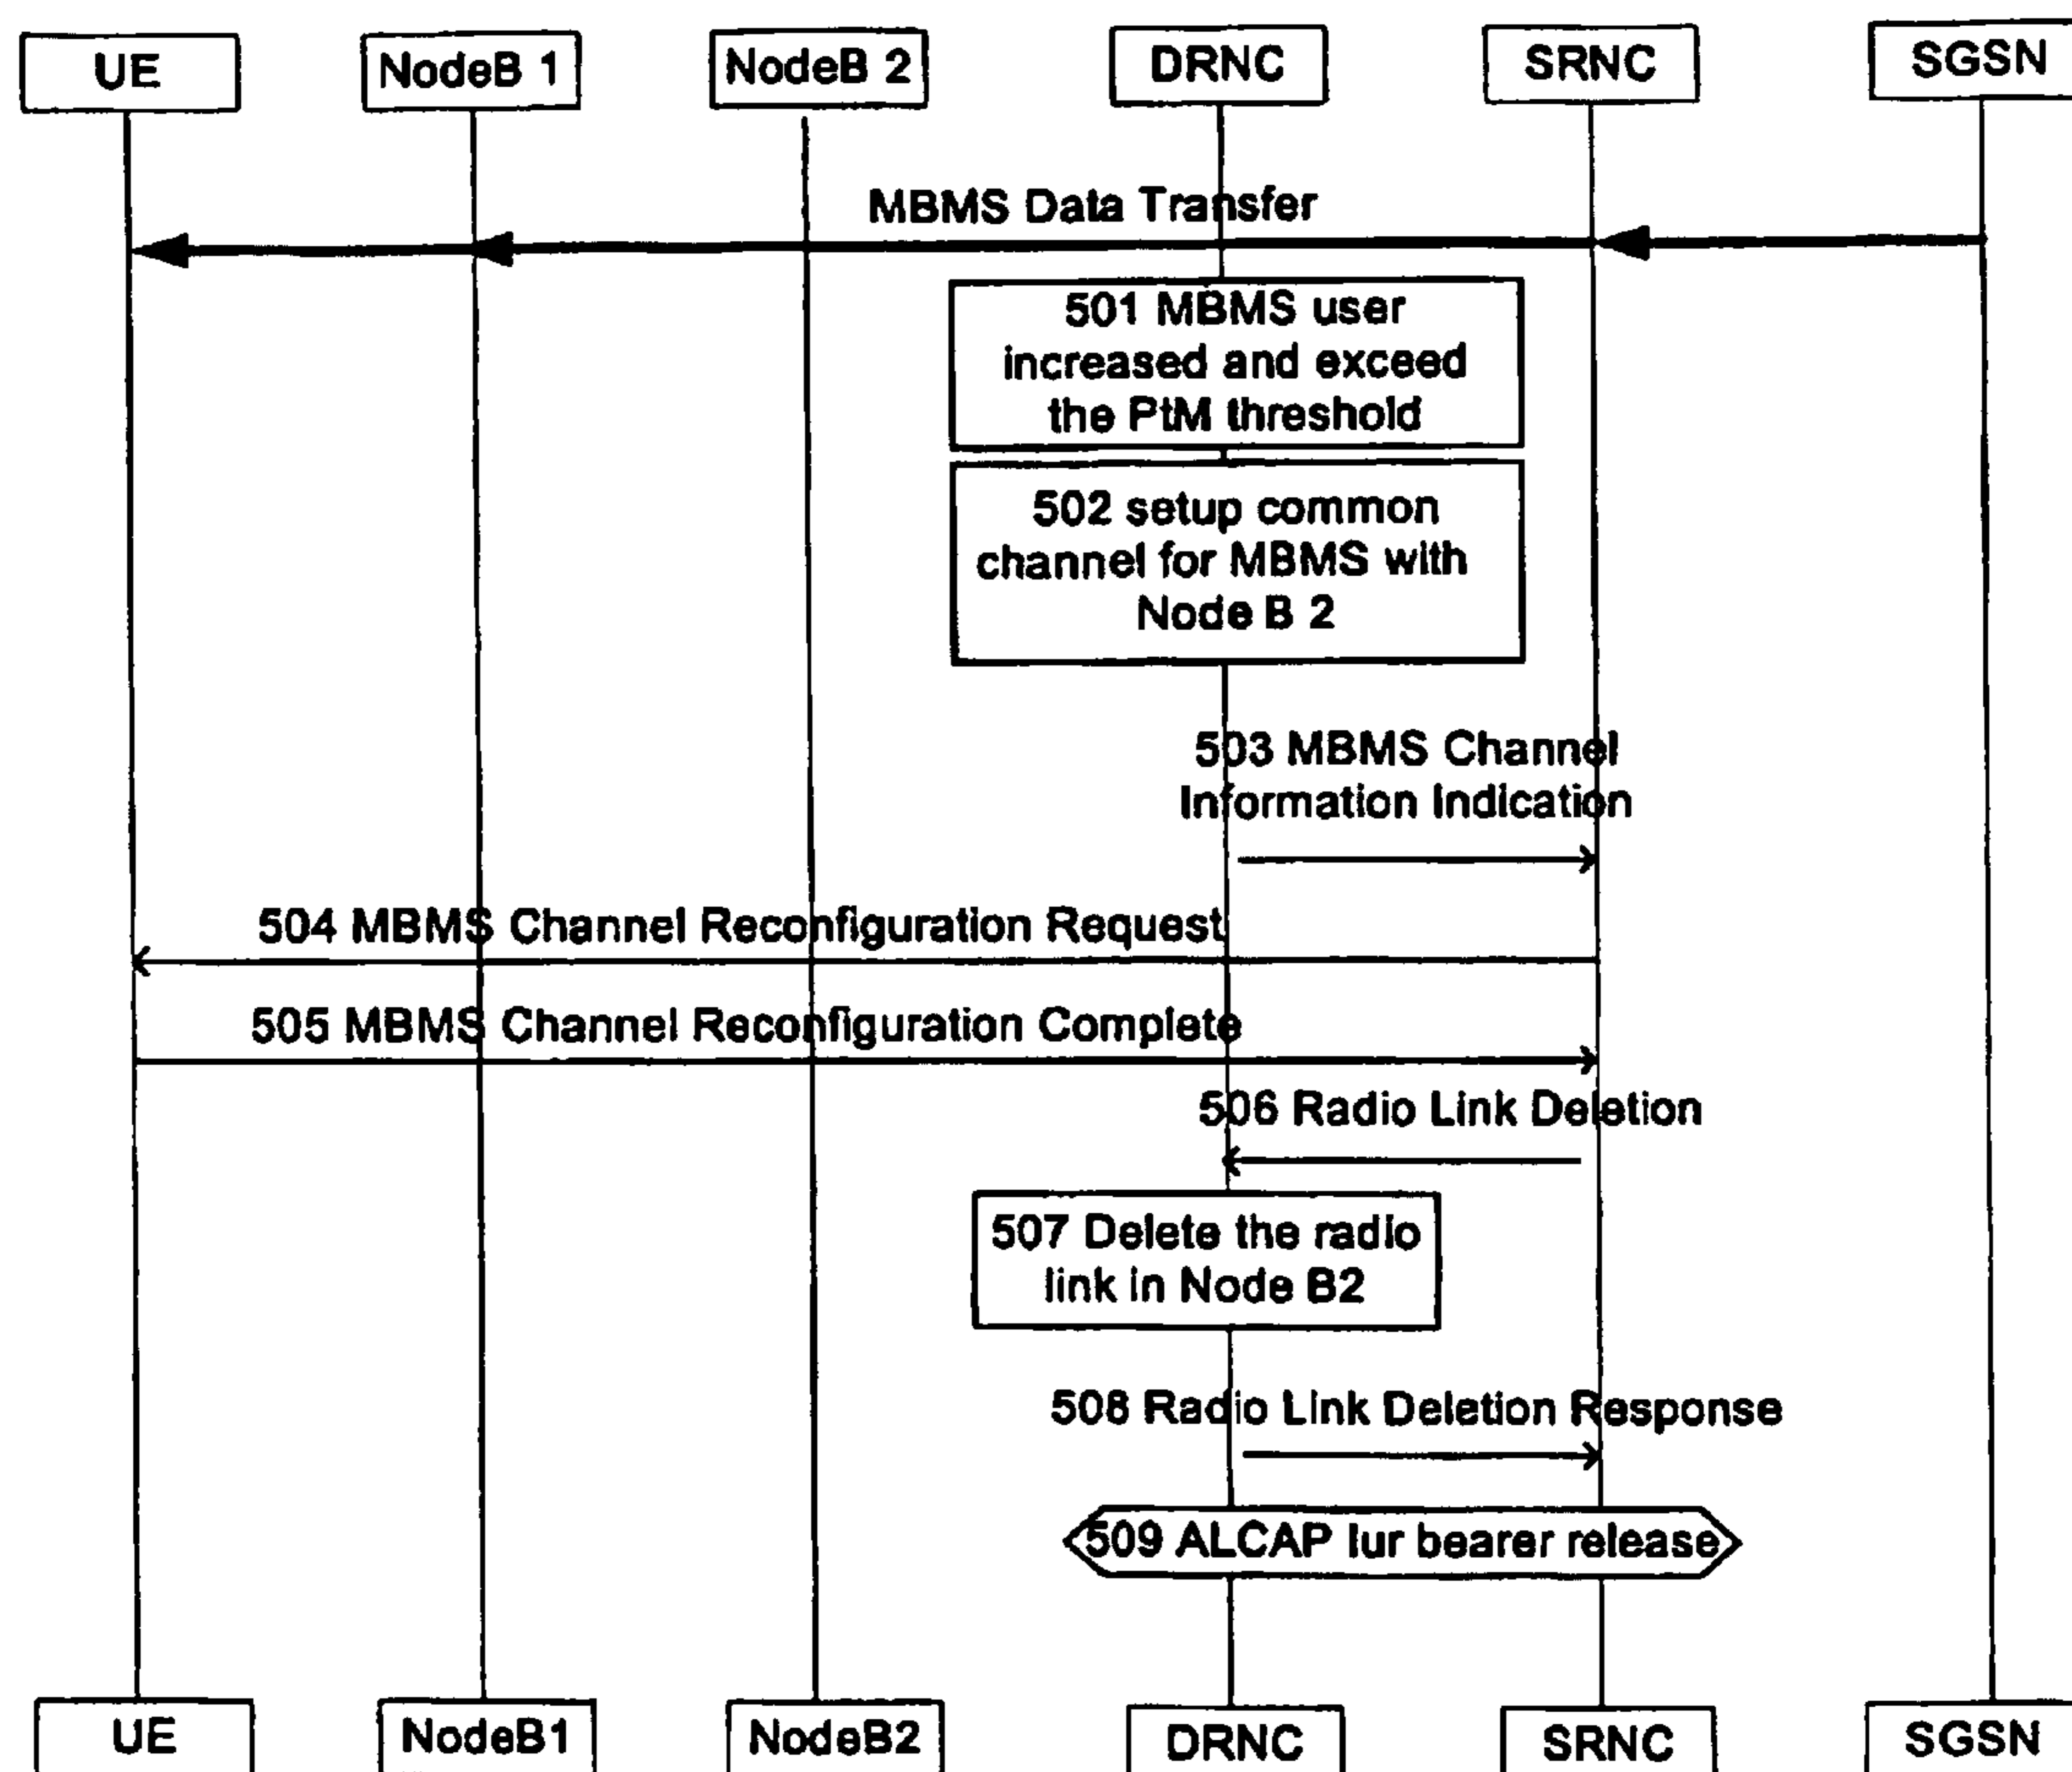 UE
NodeB 1
NodeB 2
DRNC
SRNC
SGSN
MBMS Data Transfer
501 MBMS user
increased and exceed
the PtM threshold
502 setup common
channel for MBMS with
Node B 2
503 MBMS Channel
Information Indication
504 MBMS Channel Reconfiguration Request
505 MBMS Channel Reconfiguration Complete
506 Radio Link Deletion
507 Delete the radio
link in Node B2
508 Radio Link Deletion Response
509 ALCAP Iur bearer release
UE
NodeB1
NodeB2
DRNC
SRNC
SGSN